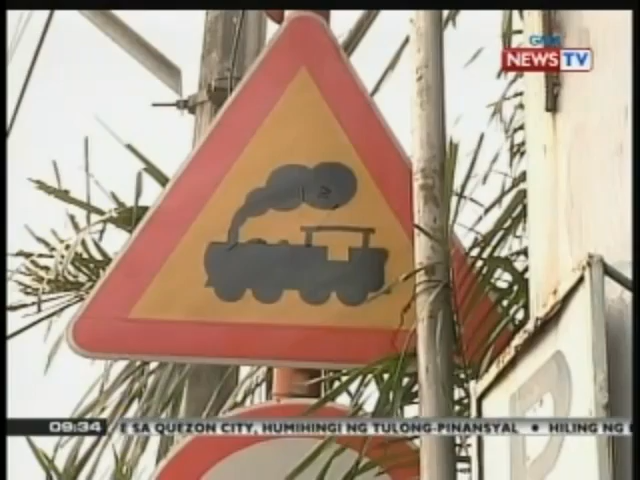 GMA
NEWS TV
09:34 E SA QUEZON CITY, HUMIHINGI NG TULONG-PINANSYAL • HILING NG